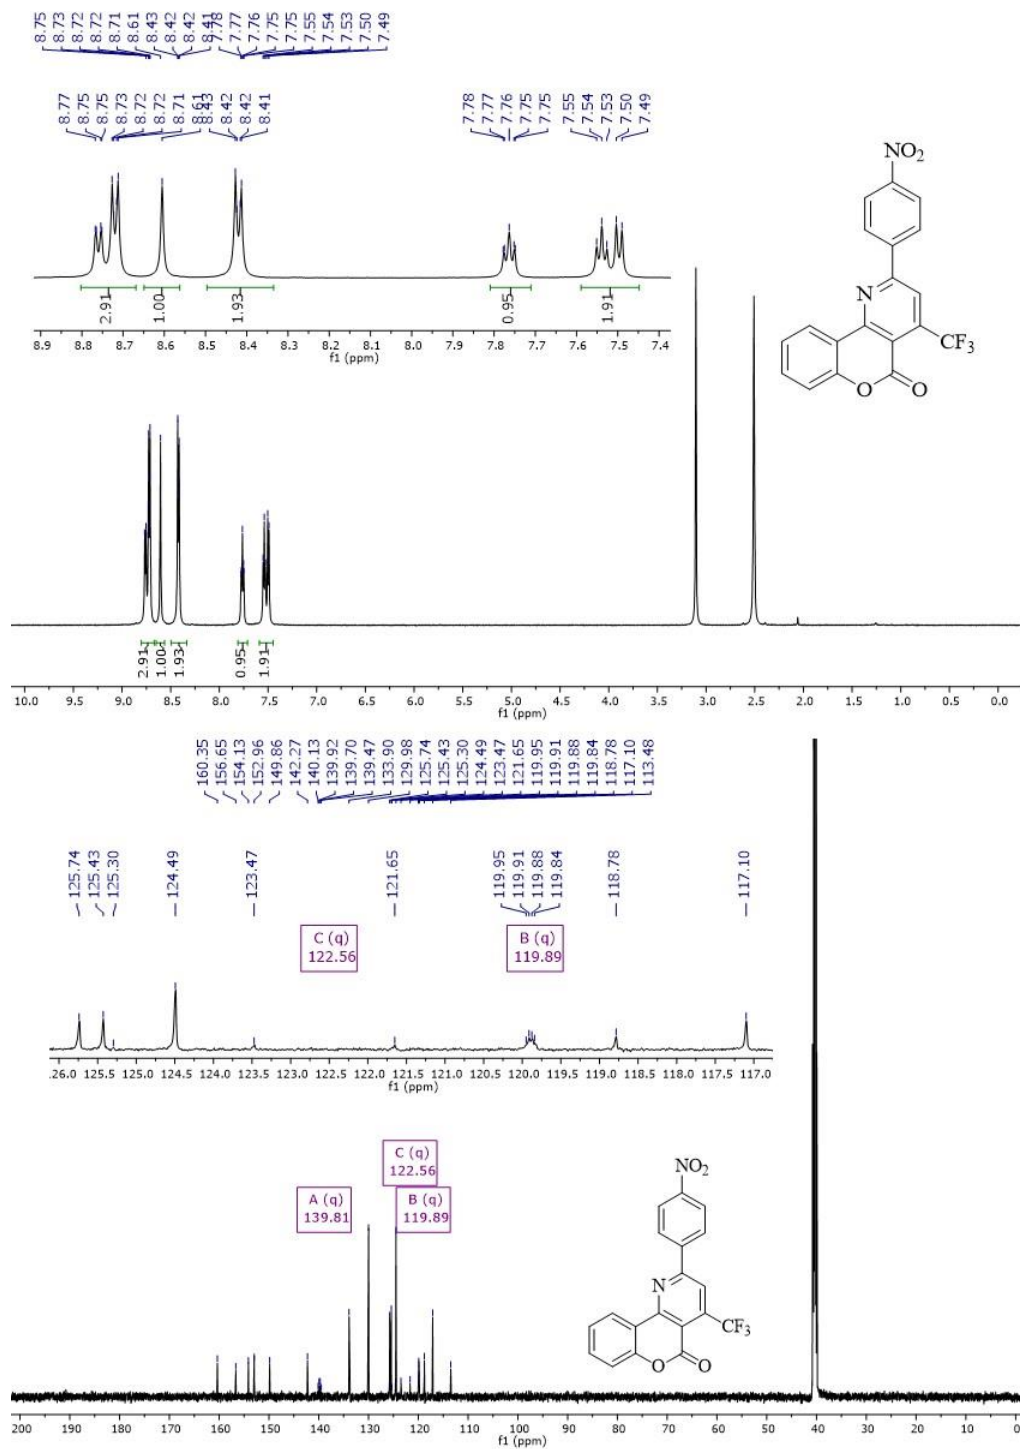 8.75 8.73 8.72 8.72 8.71 8.61 8.43 8.42 8.42 8.41 7.78 7.77 7.76 7.75 7.75 7.55 7.54 7.53 7.50 7.49
8.77 8.75 8.75 8.73 8.72 8.72 8.71 8.61 8.43 8.42 8.42 8.41 7.78 7.77 7.76 7.75 7.75 7.55 7.54 7.53 7.50 7.49
NO2
N
CF3
O O
2.91 1.00 1.93 0.95 1.91
8.9 8.8 8.7 8.6 8.5 8.4 8.3 8.2 8.1 8.0 7.9 7.8 7.7 7.6 7.5 7.4
f1 (ppm)
2.91 1.00 1.93 0.95 1.91
10.0 9.5 9.0 8.5 8.0 7.5 7.0 6.5 6.0 5.5 5.0 4.5 4.0 3.5 3.0 2.5 2.0 1.5 1.0 0.5 0.0
f1 (ppm)
160.35 156.65 154.13 152.96 149.86 142.27 140.13 139.92 139.70 139.47 133.90 129.98 125.74 125.43 125.30 124.49 123.47 121.65 119.95 119.91 119.88 119.84 118.78 117.10 113.48
125.74 125.43 125.30 124.49 123.47 121.65 119.95 119.91 119.88 119.84 118.78 117.10
C (q) B (q)
122.56 119.89
26.0 125.5 125.0 124.5 124.0 123.5 123.0 122.5 122.0 121.5 121.0 120.5 120.0 119.5 119.0 118.5 118.0 117.5 117.0
f1 (ppm)
C (q)
122.56
A (q) B (q)
139.81 119.89
NO2
N
CF3
O O
200 190 180 170 160 150 140 130 120 110 100 90 80 70 60 50 40 30 20 10 0
f1 (ppm)